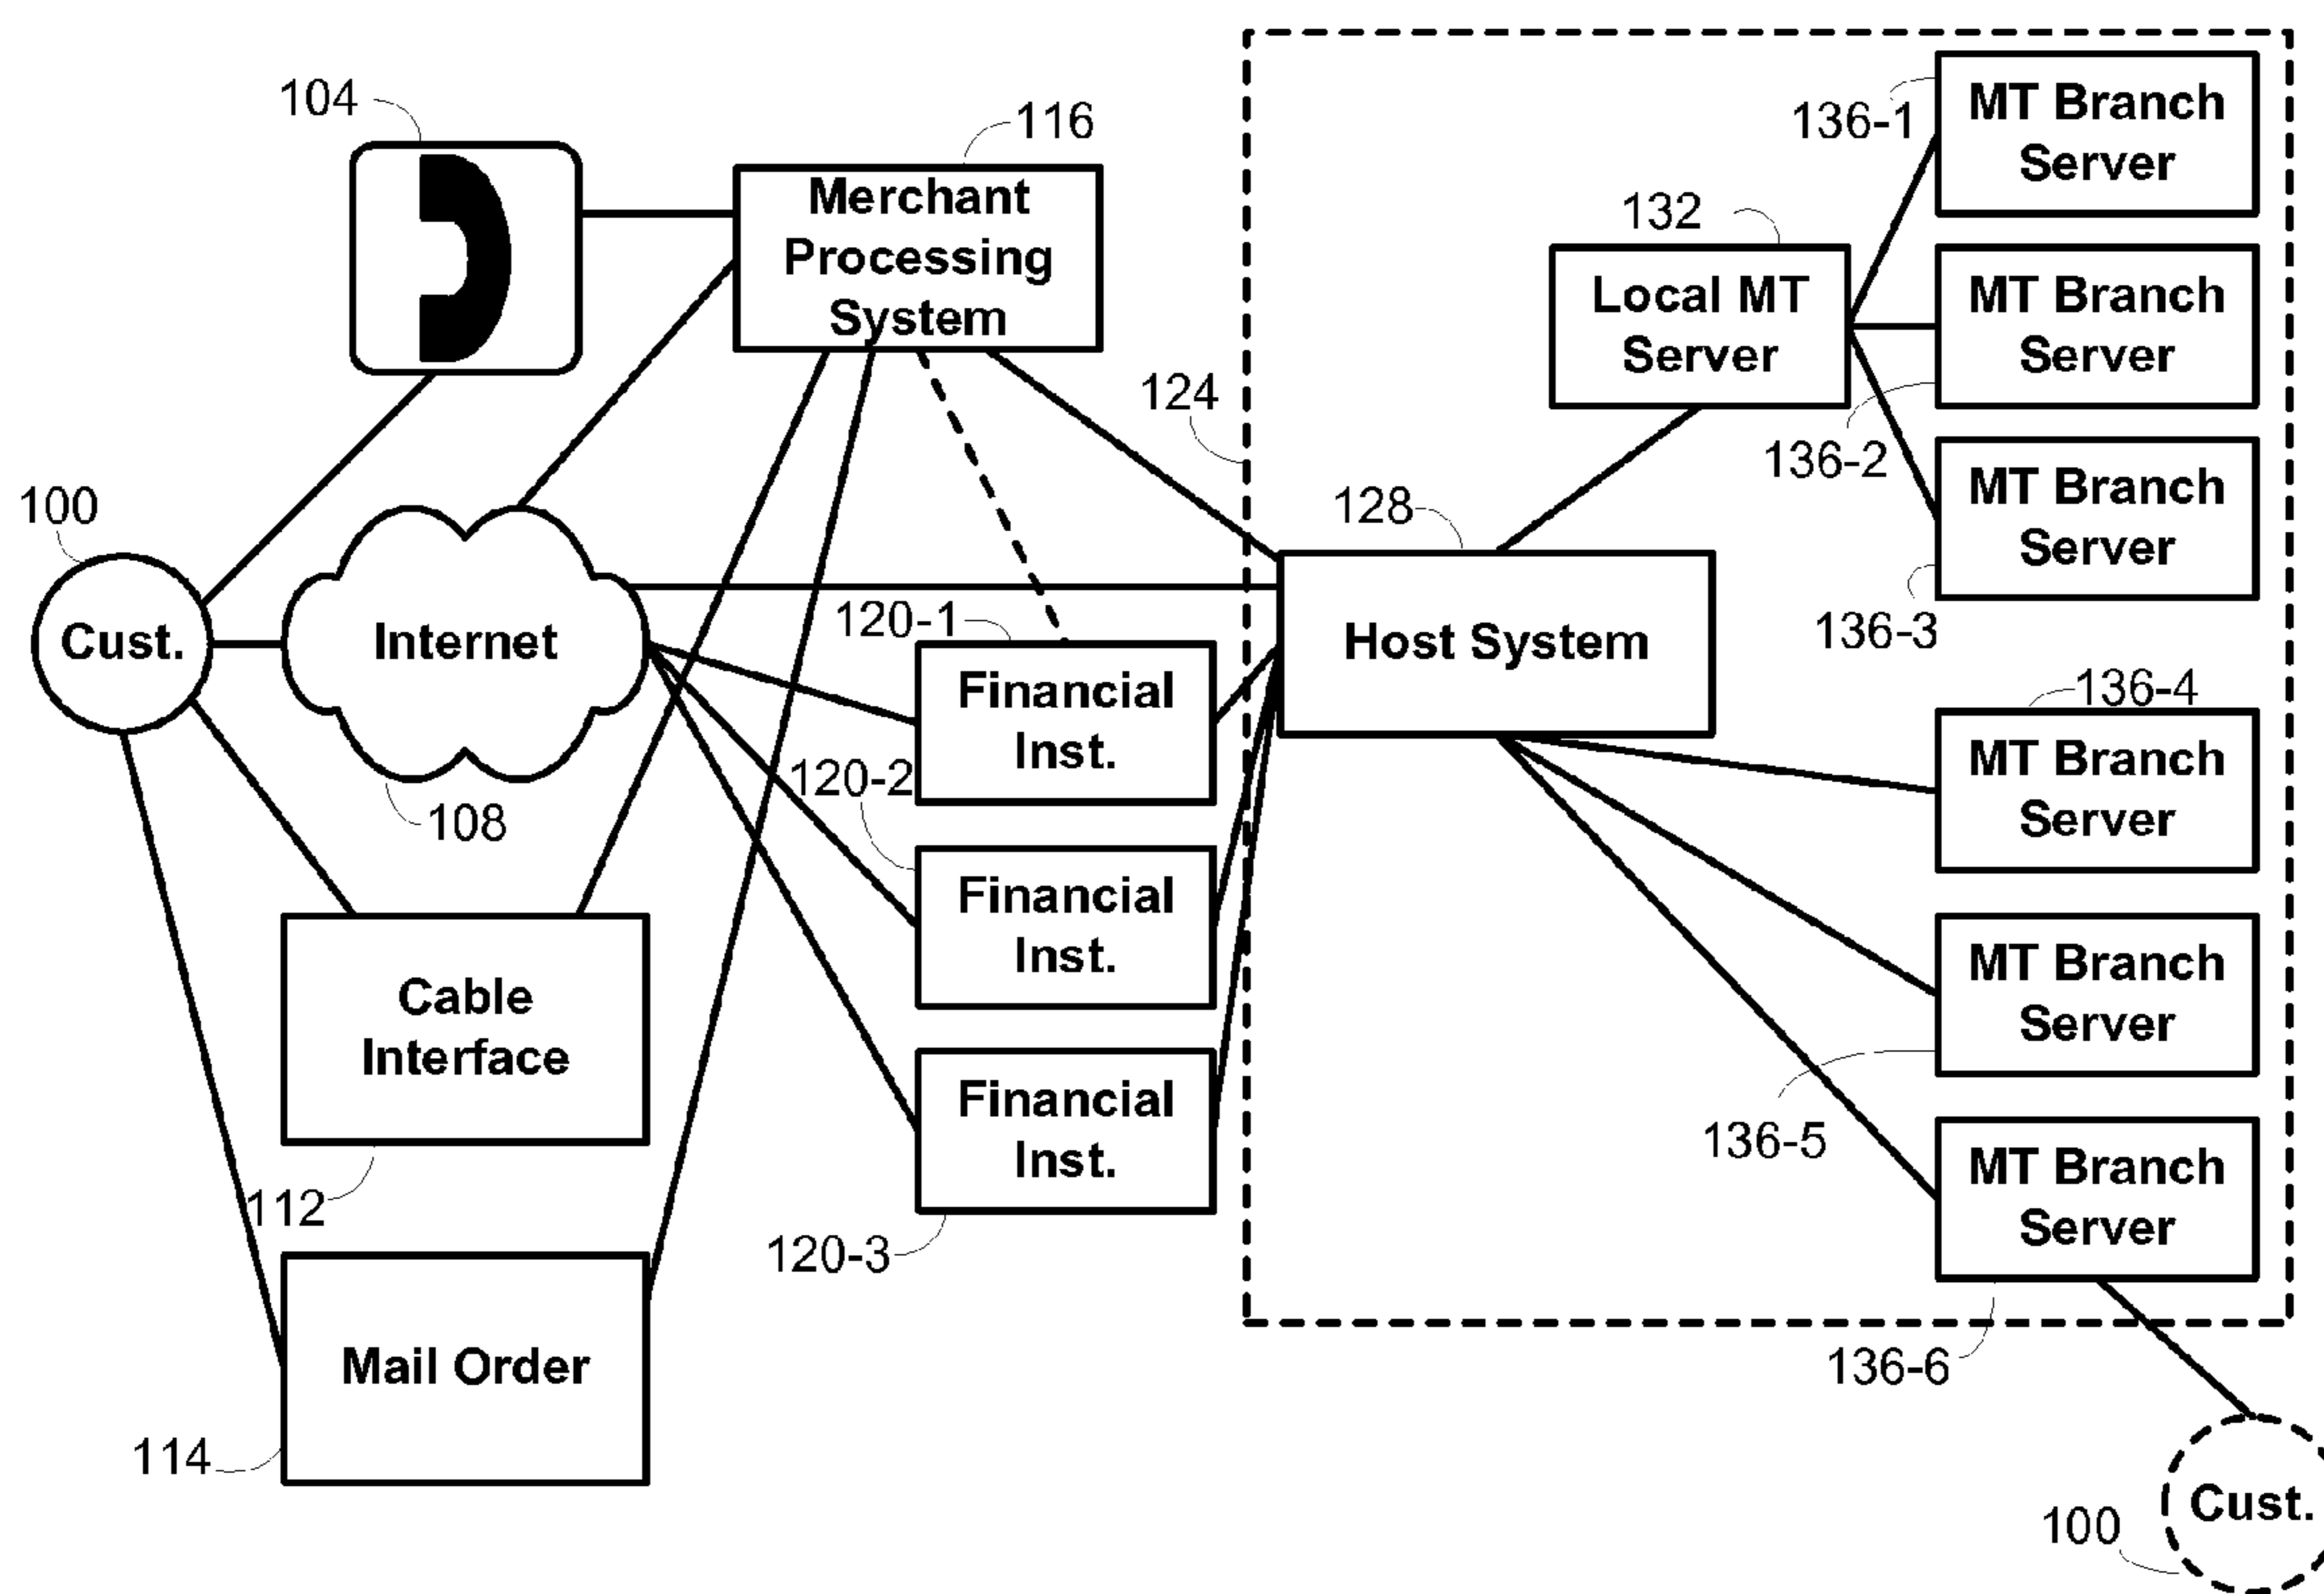 104
116
Merchant
Processing
System
136-1
MT Branch
Server
132
Local MT
Server
MT Branch
Server
136-2
124
MT Branch
Server
136-3
100
Cust.
Internet
108
128
Host System
120-1
Financial
Inst.
120-2
Financial
Inst.
Financial
Inst.
120-3
136-4
MT Branch
Server
MT Branch
Server
136-5
MT Branch
Server
136-6
Cable
Interface
112
Mail Order
114
Cust.
100